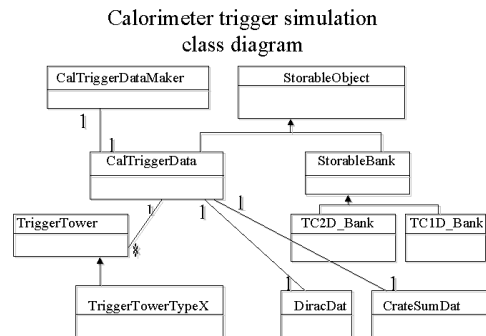 Calorimeter trigger simulation
class diagram
CalTriggerDataMaker
StorableObject
1
1
CalTriggerData
StorableBank
1
1
1
TriggerTower
TC2D_Bank
TC1D_Bank
*
1
1
TriggerTowerTypeX
DiracDat
CrateSumDat